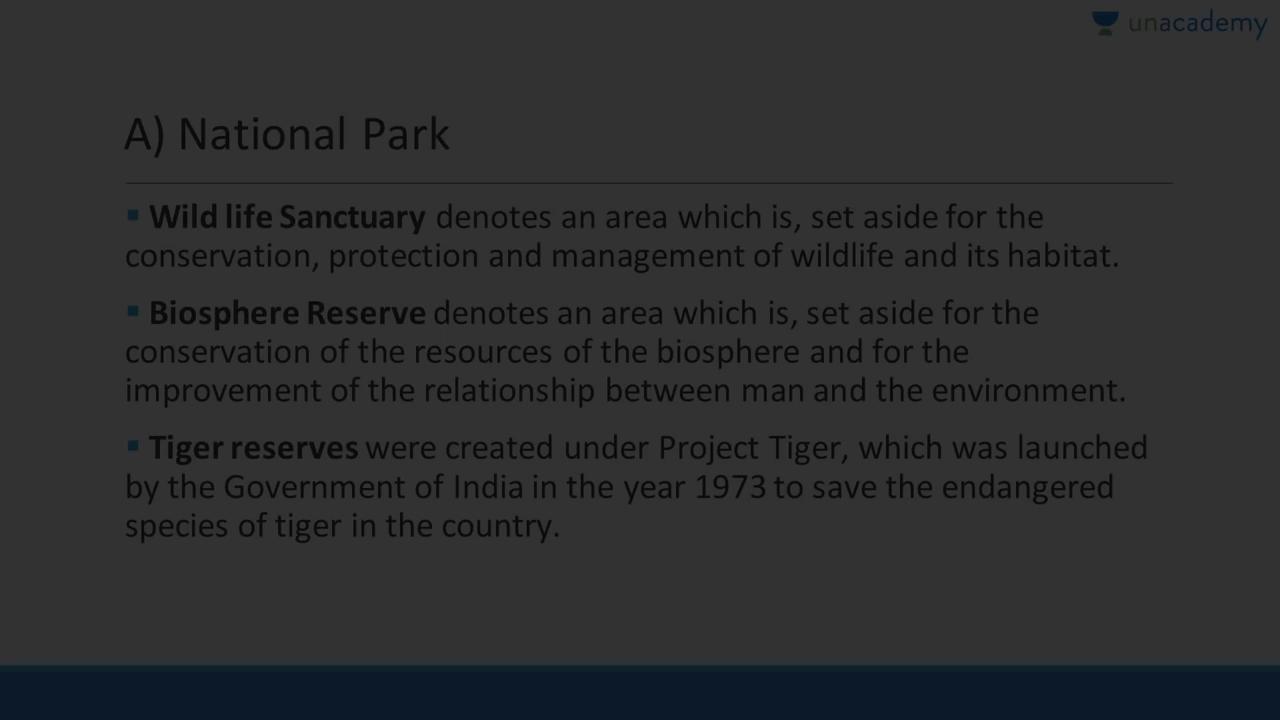 unacademy
A) National Park
▪ Wild life Sanctuary denotes an area which is, set aside for the
conservation, protection and management of wildlife and its habitat.
▪ Biosphere Reserve denotes an area which is, set aside for the
conservation of the resources of the biosphere and for the
improvement of the relationship between man and the environment.
▪ Tiger reserves were created under Project Tiger, which was launched
by the Government of India in the year 1973 to save the endangered
species of tiger in the country.